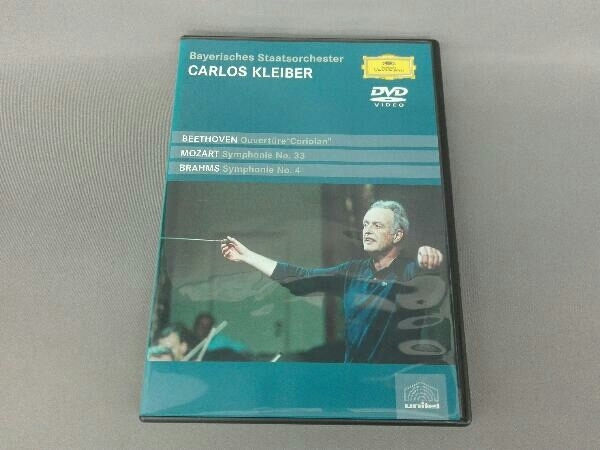 Bayerisches Staatsorchester
CARLOS KLEIBER
DVD
VIDEO
BEETHOVEN Ouvertüre "Coriolan"
MOZART Symphonie No. 33
BRAHMS Symphonie No. 4
unitel